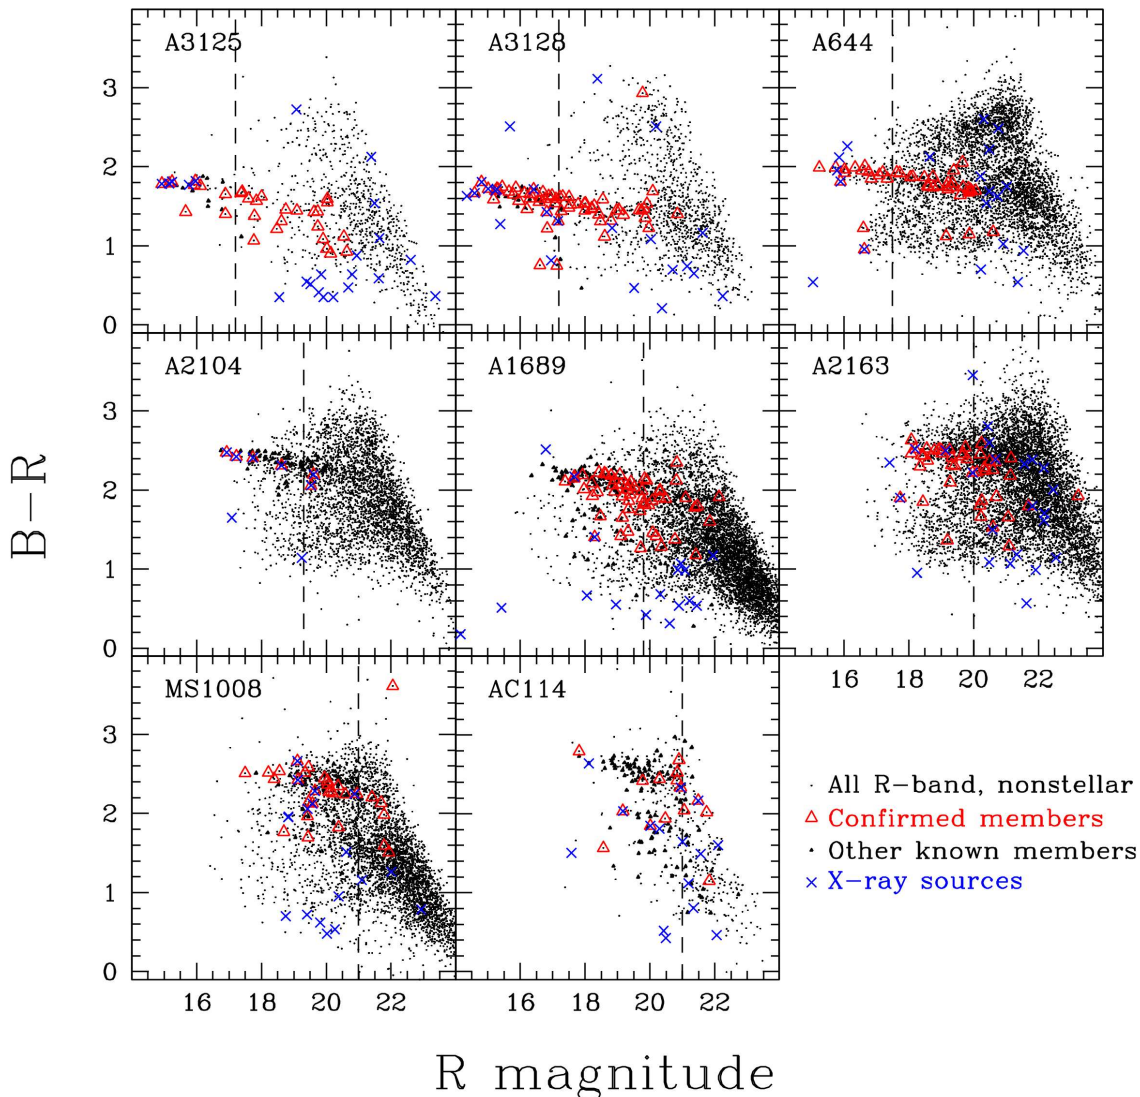 A3125
A3128
A644
3
2
1
0
A2104
A1689
A2163
3
2
1
0
16 18 20 22
MS1008
AC114
3
2
1
0
16 18 20 22
16 18 20 22
All R-band, nonstellar
Confirmed members
Other known members
X-ray sources
B-R
R magnitude